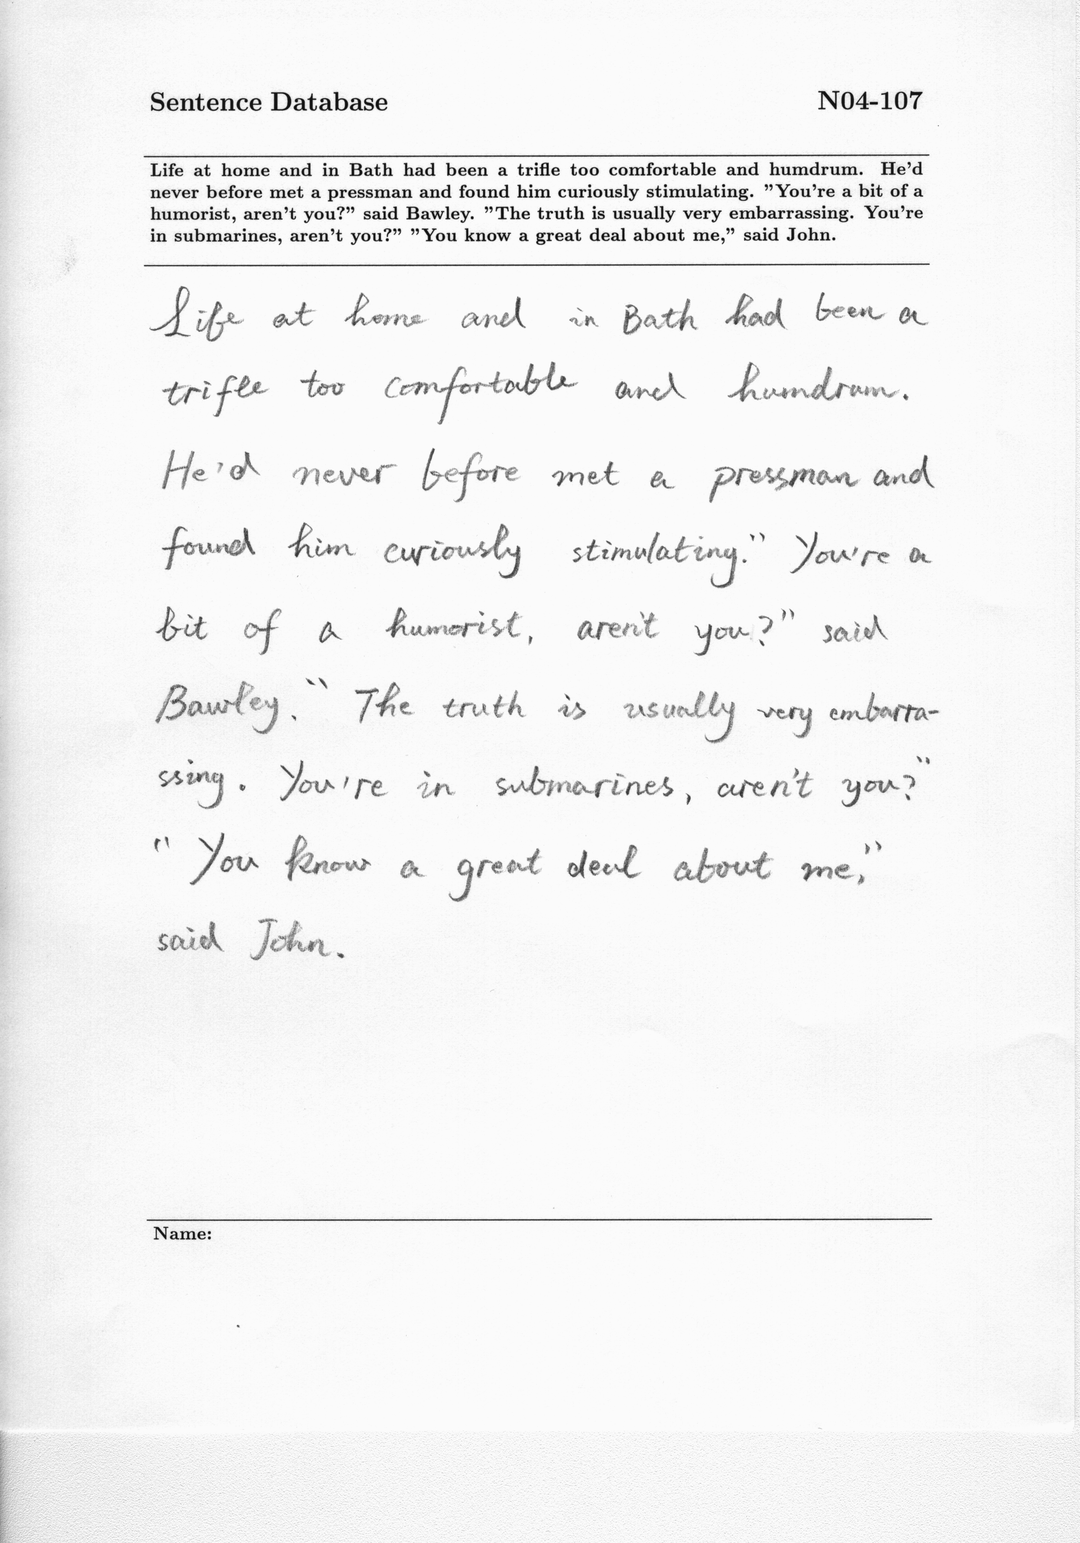 Sentence Database N04-107
Life at home and in Bath had been a trifle too comfortable and humdrum. He'd
never before met a pressman and found him curiously stimulating. "You're a bit of a
humorist, aren't you?" said Bawley. "The truth is usually very embarrassing. You're
in submarines, aren't you?" "You know a great deal about me," said John.
Life at home and in Bath had been a
trifle too comfortable and humdrum.
He'd never before met a pressman and
found him curiously stimulating." You're a
bit of a humorist, aren't you?" said
Bawley." The truth is usually very embarra-
ssing. You're in submarines, aren't you?"
" You know a great deal about me,"
said John.
Name: